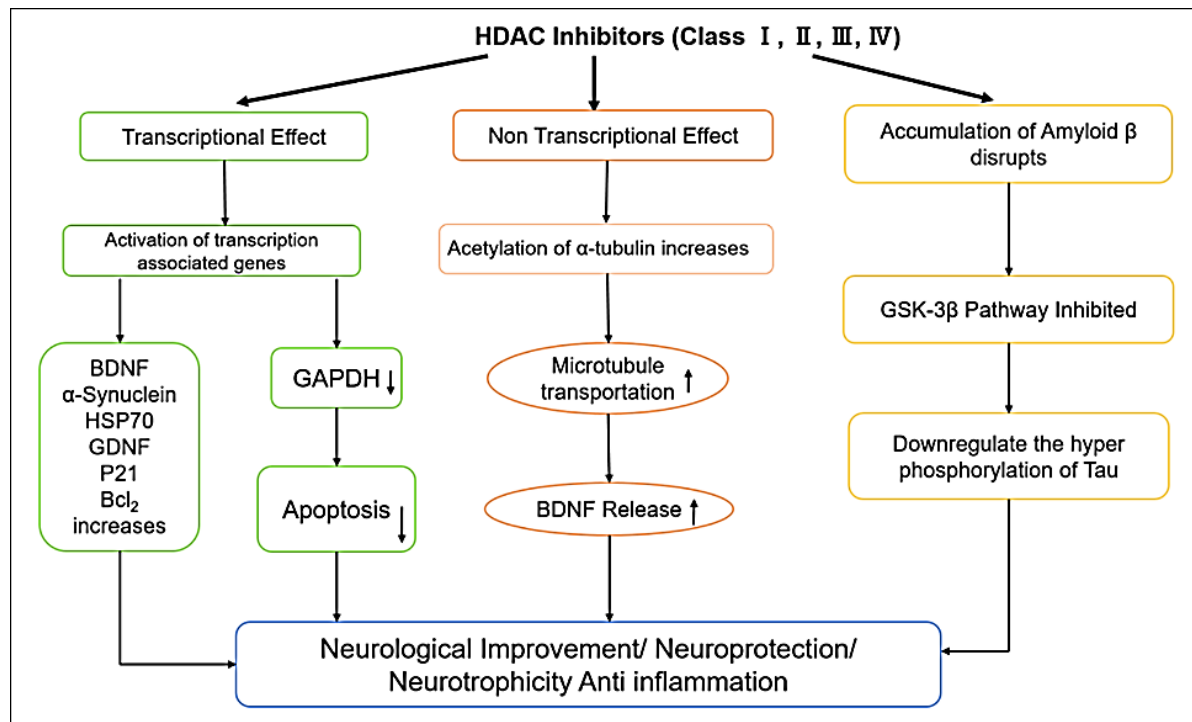 HDAC Inhibitors (Class Ⅰ, Ⅱ, Ⅲ, Ⅳ)
Transcriptional Effect
Activation of transcription
associated genes
BDNF
α-Synuclein
HSP70
GDNF
P21
Bcl₂
increases
GAPDH↓
Apoptosis↓
Non Transcriptional Effect
Acetylation of α-tubulin increases
Microtubule
transportation ↑
BDNF Release ↑
Accumulation of Amyloid β
disrupts
GSK-3β Pathway Inhibited
Downregulate the hyper
phosphorylation of Tau
Neurological Improvement/ Neuroprotection/
Neurotrophicity Anti inflammation